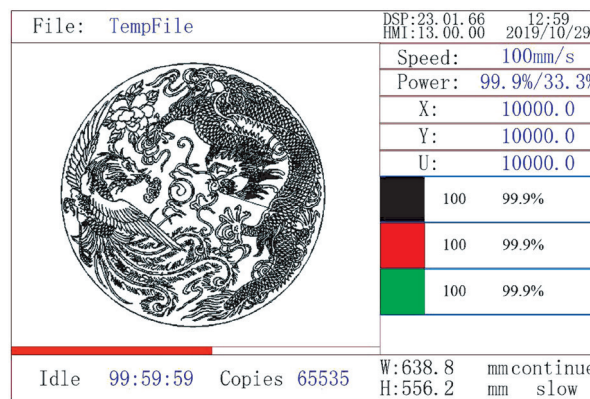 File: TempFile
DSP:23.01.66 12:59
HMI:13.00.00 2019/10/29
Speed: 100mm/s
Power: 99.9%/33.3%
X: 10000.0
Y: 10000.0
U: 10000.0
100 99.9%
100 99.9%
100 99.9%
Idle 99:59:59 Copies 65535
W:638.8 mm continue
H:556.2 mm slow